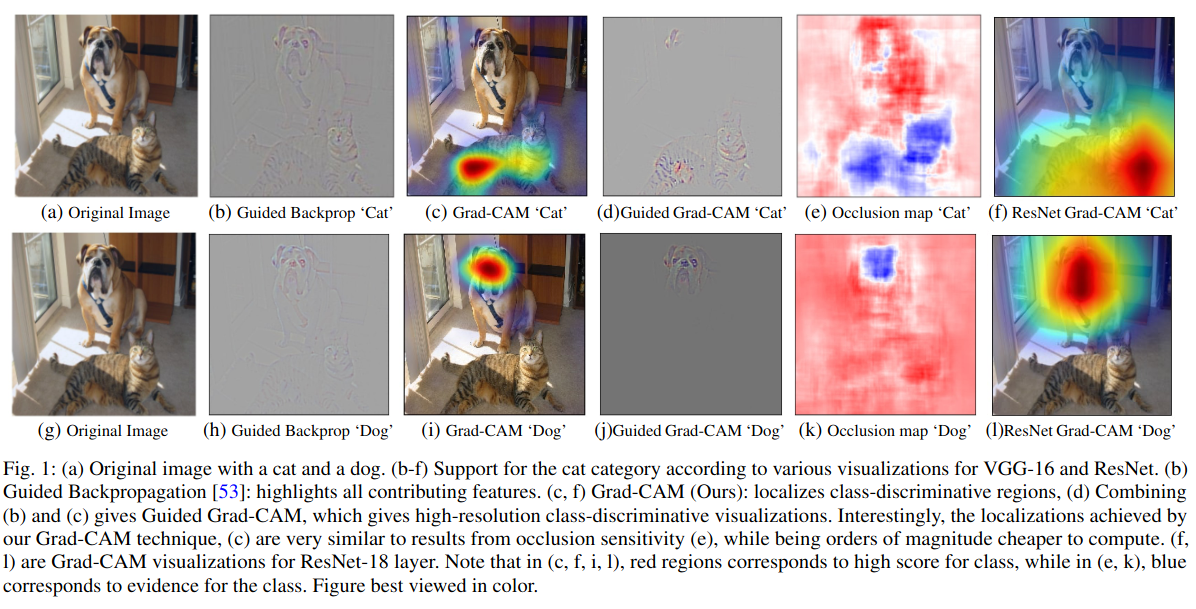 (a) Original Image
(b) Guided Backprop ‘Cat’
(c) Grad-CAM ‘Cat’
(d)Guided Grad-CAM ‘Cat’
(e) Occlusion map ‘Cat’
(f) ResNet Grad-CAM ‘Cat’
(g) Original Image
(h) Guided Backprop ‘Dog’
(i) Grad-CAM ‘Dog’
(j)Guided Grad-CAM ‘Dog’
(k) Occlusion map ‘Dog’
(l)ResNet Grad-CAM ‘Dog’
Fig. 1: (a) Original image with a cat and a dog. (b-f) Support for the cat category according to various visualizations for VGG-16 and ResNet. (b)
Guided Backpropagation [53]: highlights all contributing features. (c, f) Grad-CAM (Ours): localizes class-discriminative regions, (d) Combining
(b) and (c) gives Guided Grad-CAM, which gives high-resolution class-discriminative visualizations. Interestingly, the localizations achieved by
our Grad-CAM technique, (c) are very similar to results from occlusion sensitivity (e), while being orders of magnitude cheaper to compute. (f,
l) are Grad-CAM visualizations for ResNet-18 layer. Note that in (c, f, i, l), red regions corresponds to high score for class, while in (e, k), blue
corresponds to evidence for the class. Figure best viewed in color.